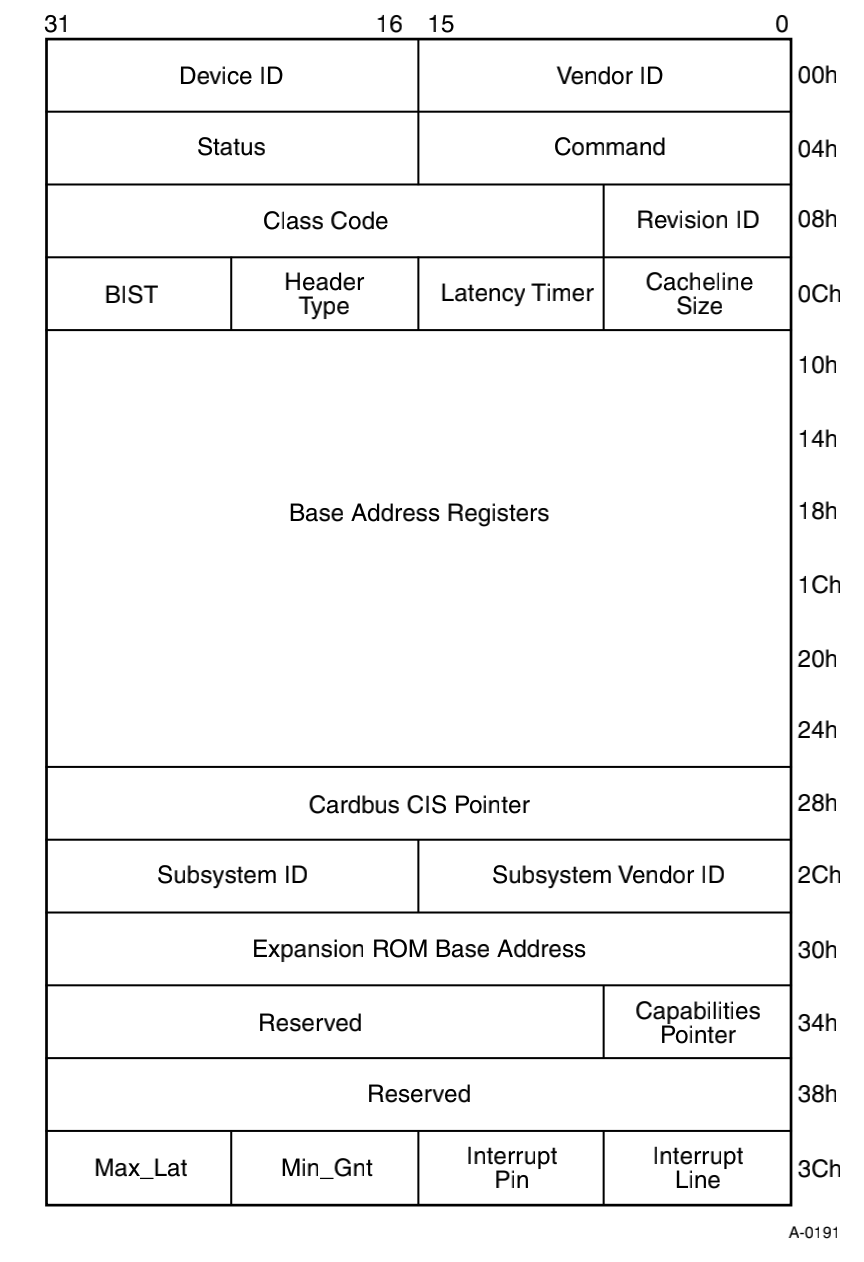 31 16 15 0
Device ID Vendor ID 00h
Status Command 04h
Class Code Revision ID 08h
BIST Header Type Latency Timer Cacheline Size 0Ch
10h
14h
Base Address Registers 18h
1Ch
20h
24h
Cardbus CIS Pointer 28h
Subsystem ID Subsystem Vendor ID 2Ch
Expansion ROM Base Address 30h
Reserved Capabilities Pointer 34h
Reserved 38h
Max_Lat Min_Gnt Interrupt Pin Interrupt Line 3Ch
A-0191